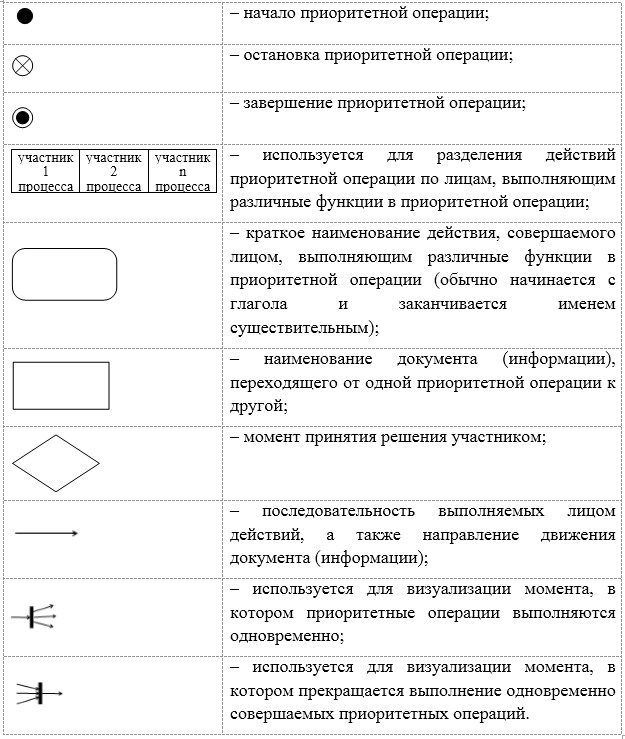 – начало приоритетной операции;
– остановка приоритетной операции;
– завершение приоритетной операции;
участник участник участник
1 2 n
процесса процесса процесса
– используется для разделения действий
приоритетной операции по лицам, выполняющим
различные функции в приоритетной операции;
– краткое наименование действия, совершаемого
лицом, выполняющим различные функции в
приоритетной операции (обычно начинается с
глагола и заканчивается именем
существительным);
– наименование документа (информации),
переходящего от одной приоритетной операции к
другой;
– момент принятия решения участником;
– последовательность выполняемых лицом
действий, а также направление движения
документа (информации);
– используется для визуализации момента, в
котором приоритетные операции выполняются
одновременно;
– используется для визуализации момента, в
котором прекращается выполнение одновременно
совершаемых приоритетных операций.